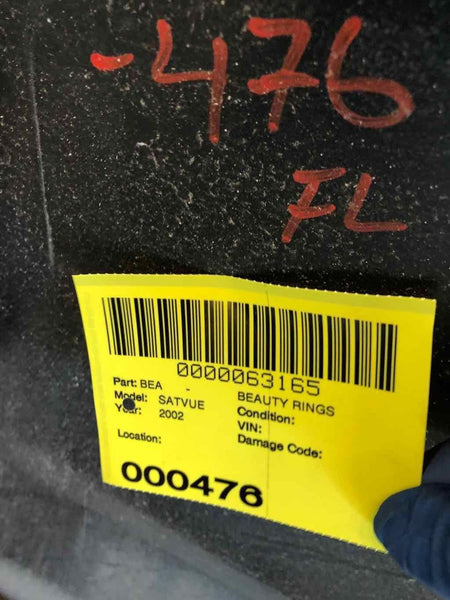 -476
FL
0000063165
Part: BEA - BEAUTY RINGS
Model: SATVUE Condition:
Year: 2002 VIN:
Location: Damage Code:
000476